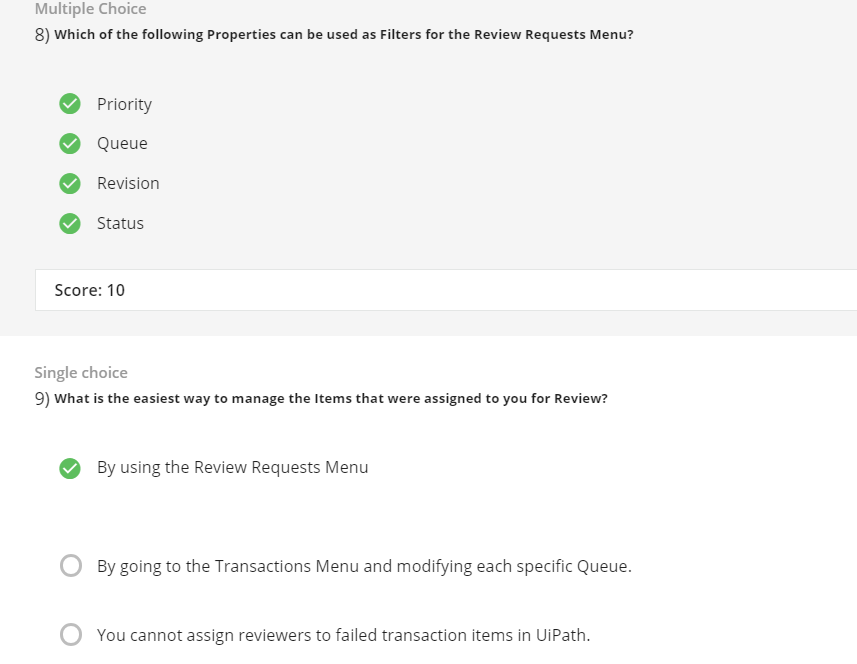 Multiple Choice
8) Which of the following Properties can be used as Filters for the Review Requests Menu?
Priority
Queue
Revision
Status
Score: 10
Single choice
9) What is the easiest way to manage the Items that were assigned to you for Review?
By using the Review Requests Menu
By going to the Transactions Menu and modifying each specific Queue.
You cannot assign reviewers to failed transaction items in UiPath.